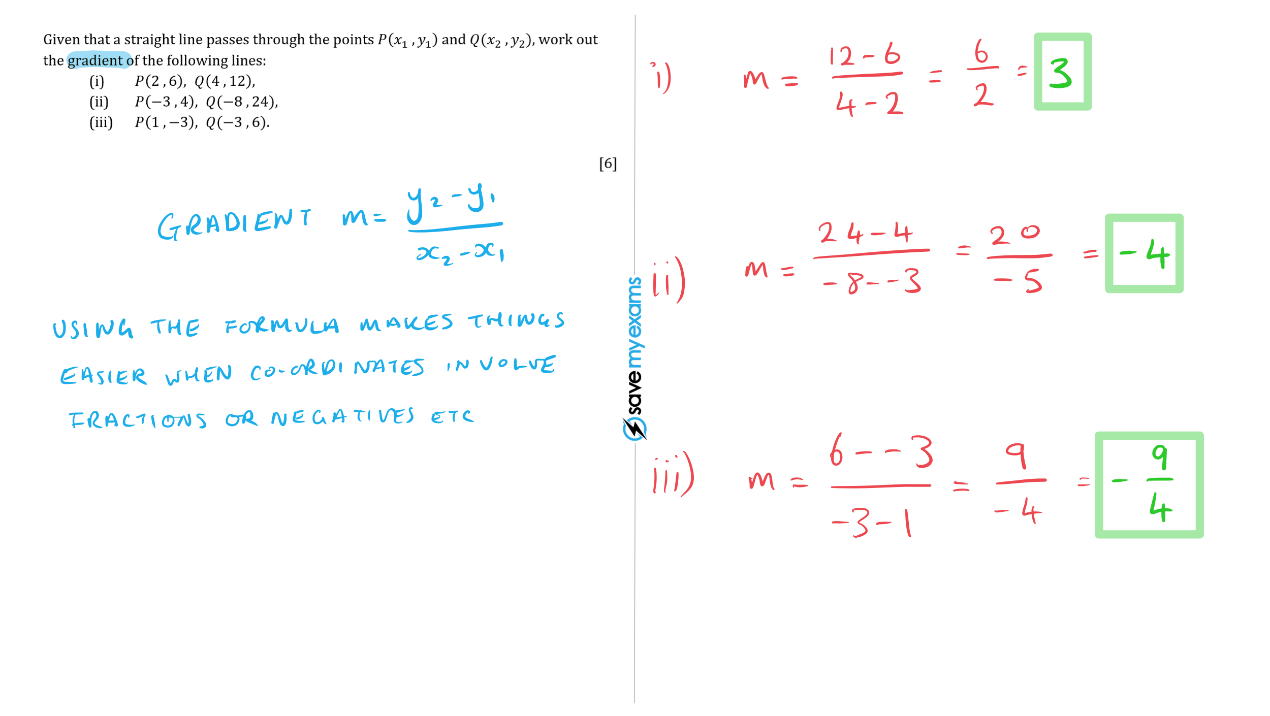 Given that a straight line passes through the points P(x₁ , y₁) and Q(x₂ , y₂), work out
the gradient of the following lines:
(i) P(2 , 6), Q(4 , 12),
(ii) P(−3 , 4), Q(−8 , 24),
(iii) P(1 , −3), Q(−3 , 6).
[6]
GRADIENT m = (y₂ − y₁)/(x₂ − x₁)
USING THE FORMULA MAKES THINGS
EASIER WHEN CO-ORDINATES INVOLVE
FRACTIONS OR NEGATIVES ETC
savemyexams
i) m = (12 − 6)/(4 − 2) = 6/2 = 3
ii) m = (24 − 4)/(−8 − −3) = 20/−5 = −4
iii) m = (6 − −3)/(−3 − 1) = 9/−4 = −9/4